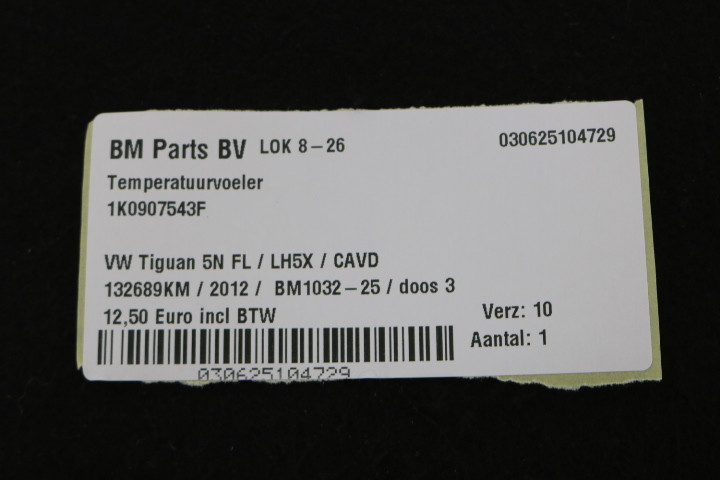 BM Parts BV LOK 8-26 030625104729
Temperatuurvoeler
1K0907543F
VW Tiguan 5N FL / LH5X / CAVD
132689KM / 2012 / BM1032-25 / doos 3
12,50 Euro incl BTW Verz: 10
Aantal: 1
030625104729